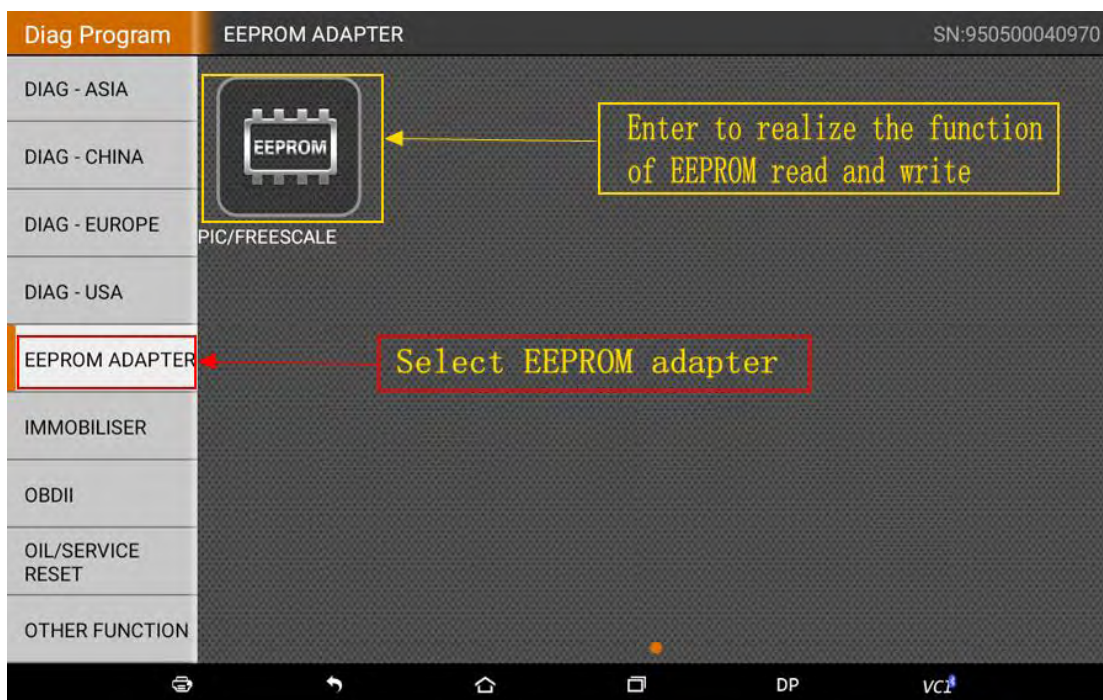 Diag Program
EEPROM ADAPTER
SN:950500040970
DIAG - ASIA
DIAG - CHINA
DIAG - EUROPE
DIAG - USA
EEPROM ADAPTER
IMMOBILISER
OBDII
OIL/SERVICE
RESET
OTHER FUNCTION
EEPROM
PIC/FREESCALE
Enter to realize the function
of EEPROM read and write
Select EEPROM adapter
DP
VCI